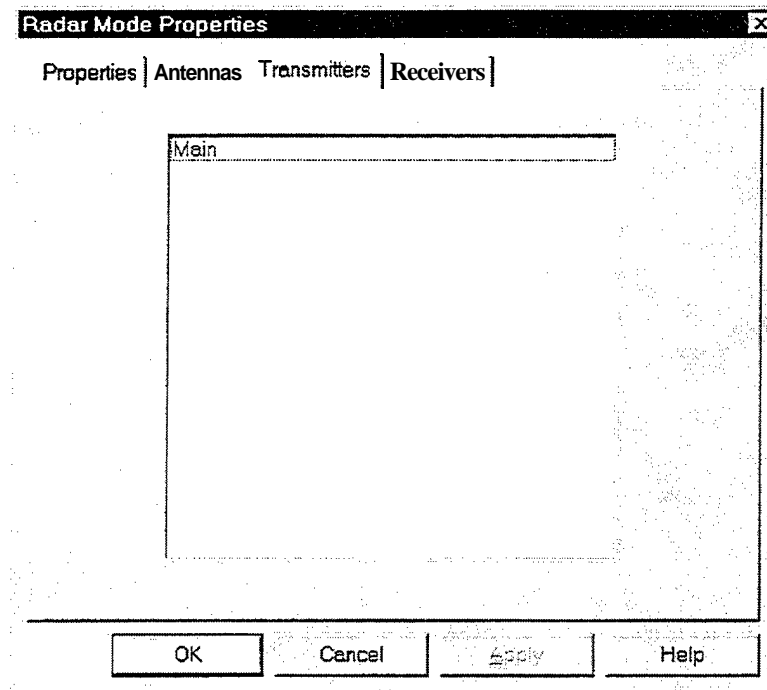 Radar Mode Properties
Properties Antennas Transmitters Receivers
Main
OK Cancel Apply Help